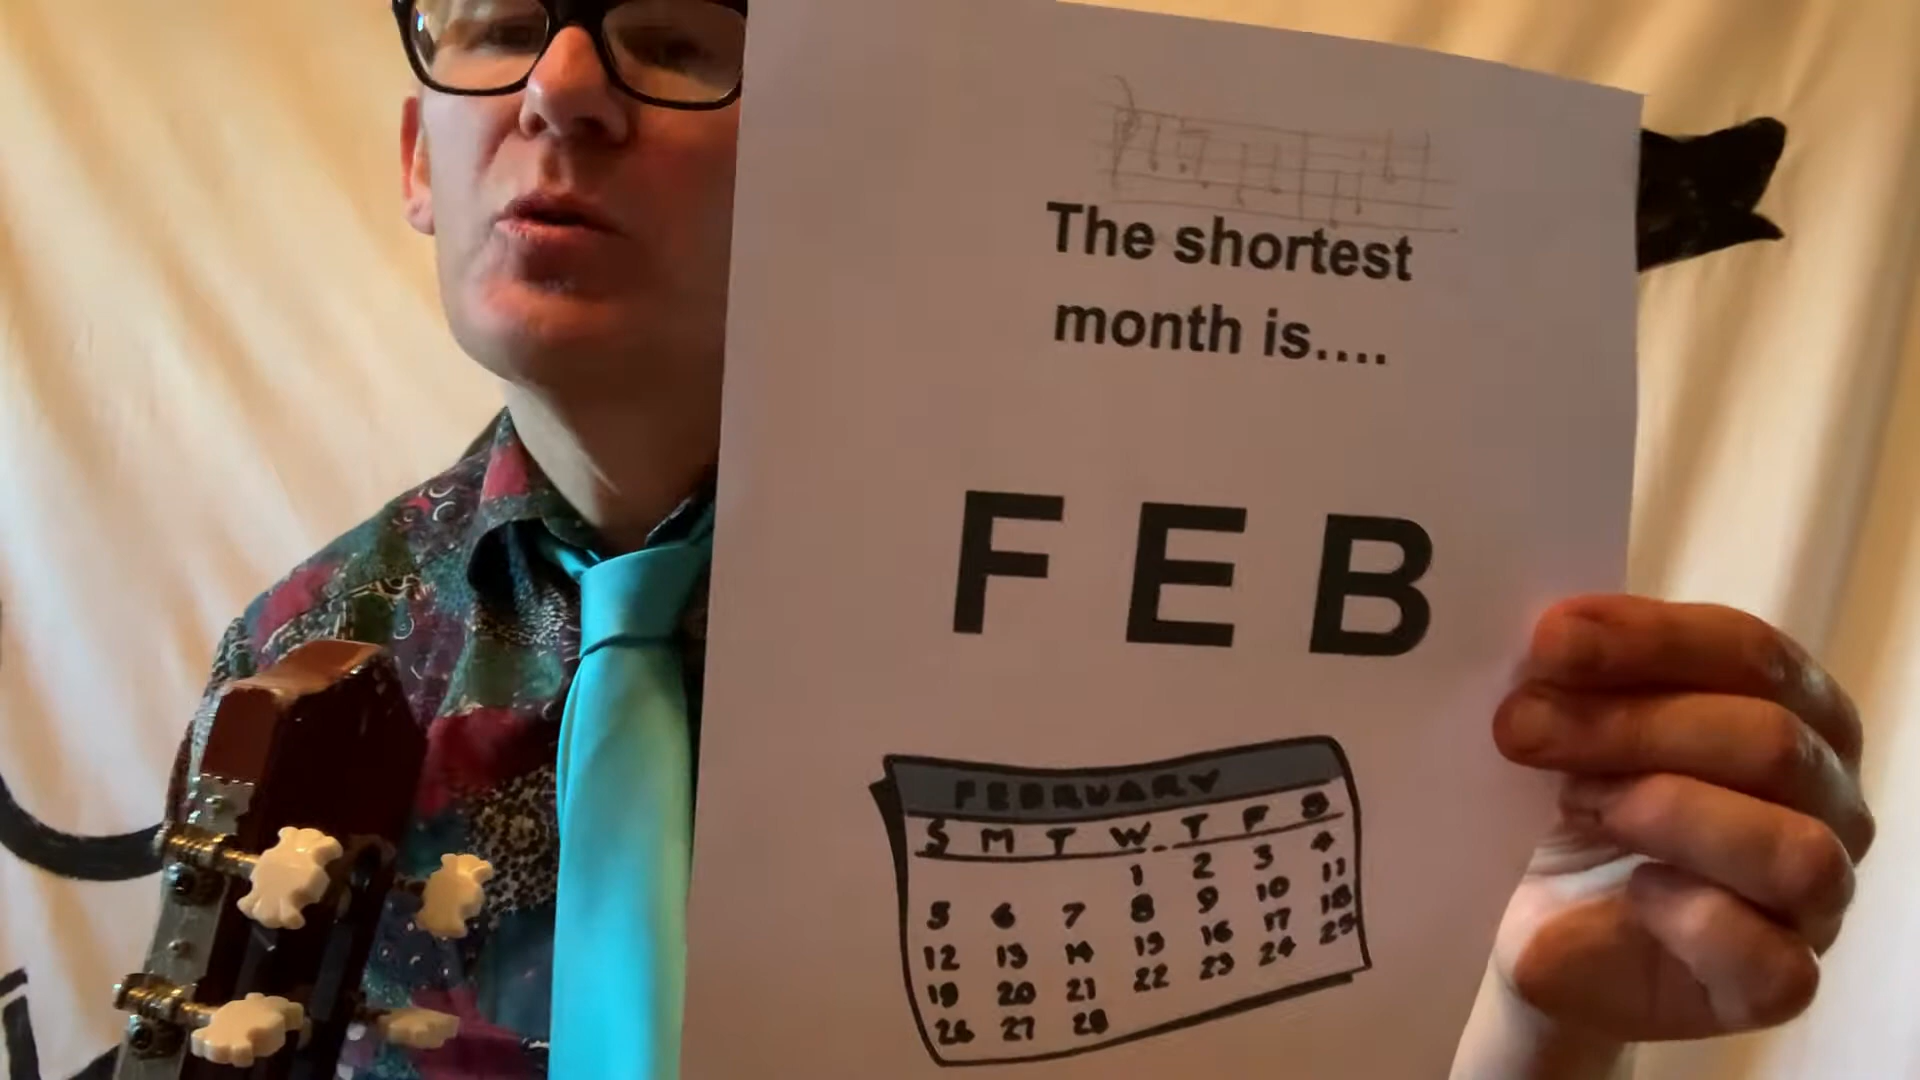 The shortest
month is....
F E B
FEBRUARY
S M T W T F S
1 2 3 4
5 6 7 8 9 10 11
12 13 14 15 16 17 18
19 20 21 22 23 24 25
26 27 28